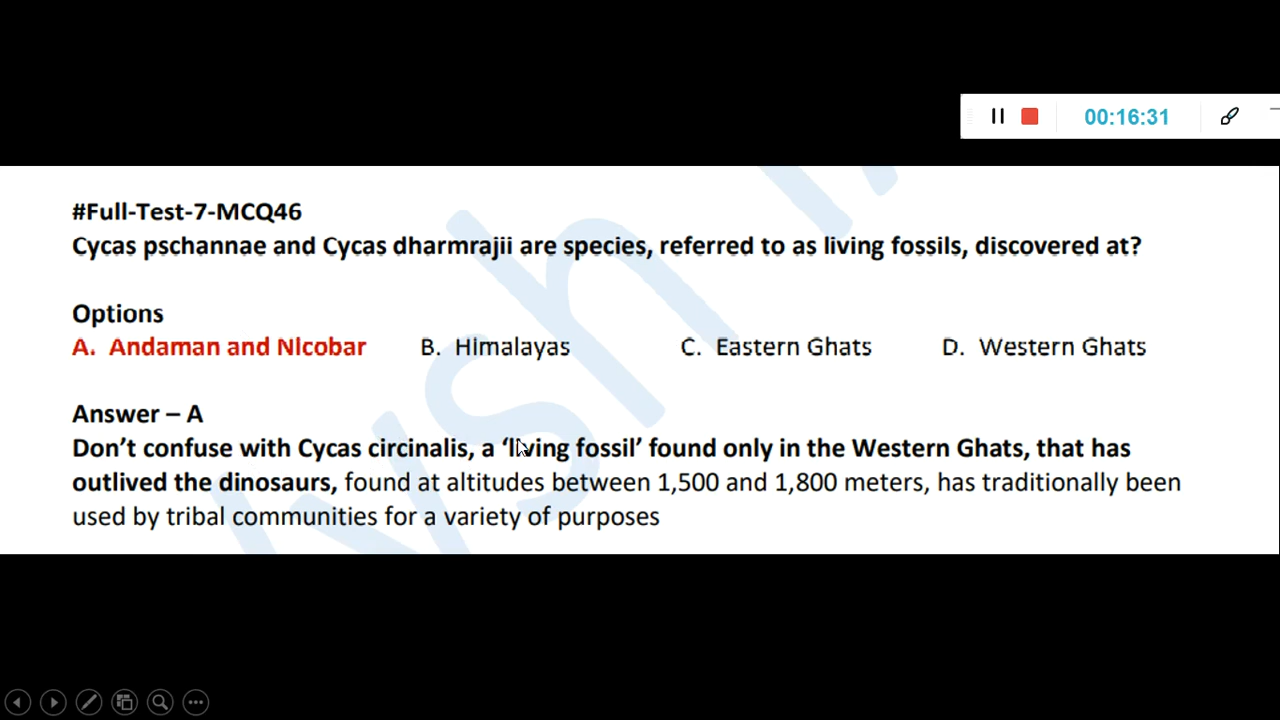 00:16:31
#Full-Test-7-MCQ46
Cycas pschannae and Cycas dharmrajii are species, referred to as living fossils, discovered at?
Options
A. Andaman and NIcobar B. HImalayas C. Eastern Ghats D. Western Ghats
Answer – A
Don't confuse with Cycas circinalis, a 'living fossil' found only in the Western Ghats, that has
outlived the dinosaurs, found at altitudes between 1,500 and 1,800 meters, has traditionally been
used by tribal communities for a variety of purposes